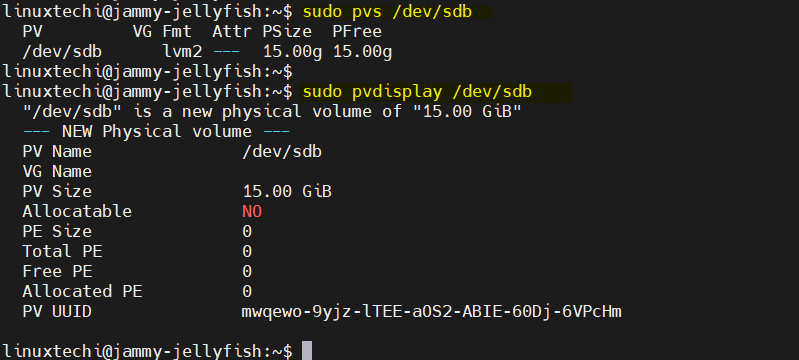 linuxtechi@jammy-jellyfish:~$ sudo pvs /dev/sdb
  PV         VG Fmt  Attr PSize  PFree
  /dev/sdb      lvm2 ---  15.00g 15.00g
linuxtechi@jammy-jellyfish:~$
linuxtechi@jammy-jellyfish:~$ sudo pvdisplay /dev/sdb
  "/dev/sdb" is a new physical volume of "15.00 GiB"
  --- NEW Physical volume ---
  PV Name               /dev/sdb
  VG Name
  PV Size               15.00 GiB
  Allocatable           NO
  PE Size               0
  Total PE              0
  Free PE               0
  Allocated PE          0
  PV UUID               mwqewo-9yjz-lTEE-aOS2-ABIE-60Dj-6VPcHm
linuxtechi@jammy-jellyfish:~$